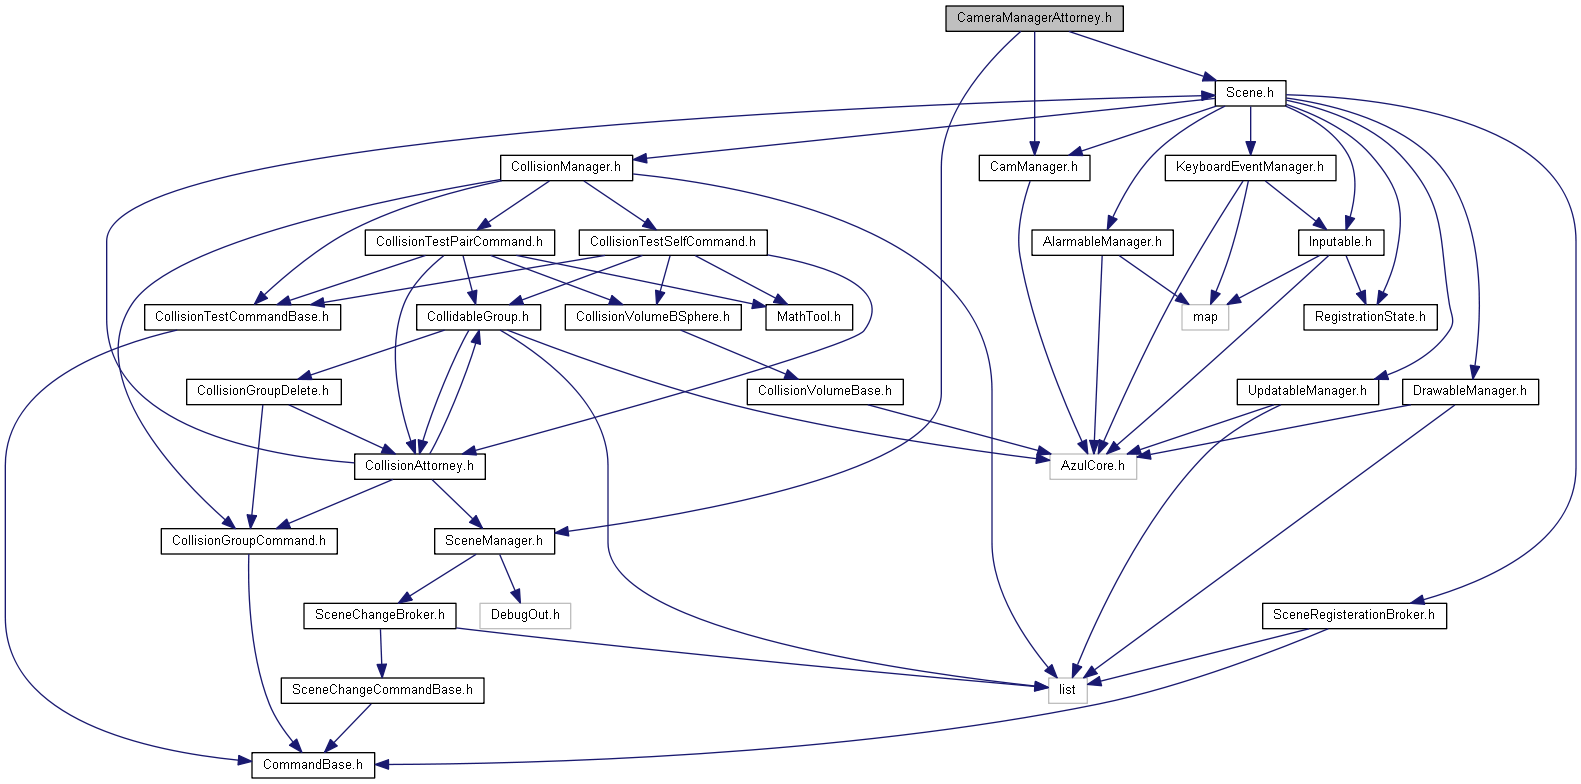 CameraManagerAttorney.h
Scene.h
CollisionManager.h
CamManager.h
KeyboardEventManager.h
CollisionTestPairCommand.h
CollisionTestSelfCommand.h
AlarmableManager.h
Inputable.h
CollisionTestCommandBase.h
CollidableGroup.h
CollisionVolumeBSphere.h
MathTool.h
map
RegistrationState.h
CollisionGroupDelete.h
CollisionVolumeBase.h
UpdatableManager.h
DrawableManager.h
CollisionAttorney.h
AzulCore.h
CollisionGroupCommand.h
SceneManager.h
SceneChangeBroker.h
DebugOut.h
SceneRegisterationBroker.h
SceneChangeCommandBase.h
list
CommandBase.h